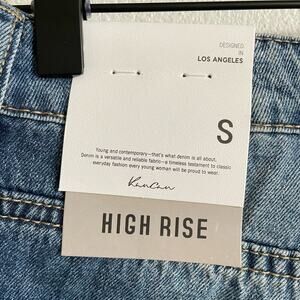 DESIGNED
IN
LOS ANGELES
S
Young and contemporary—that's what denim is all about.
Denim is a versatile and reliable fabric—a timeless testament to classic
everyday fashion every young woman will be proud to wear.
KanCan
HIGH RISE